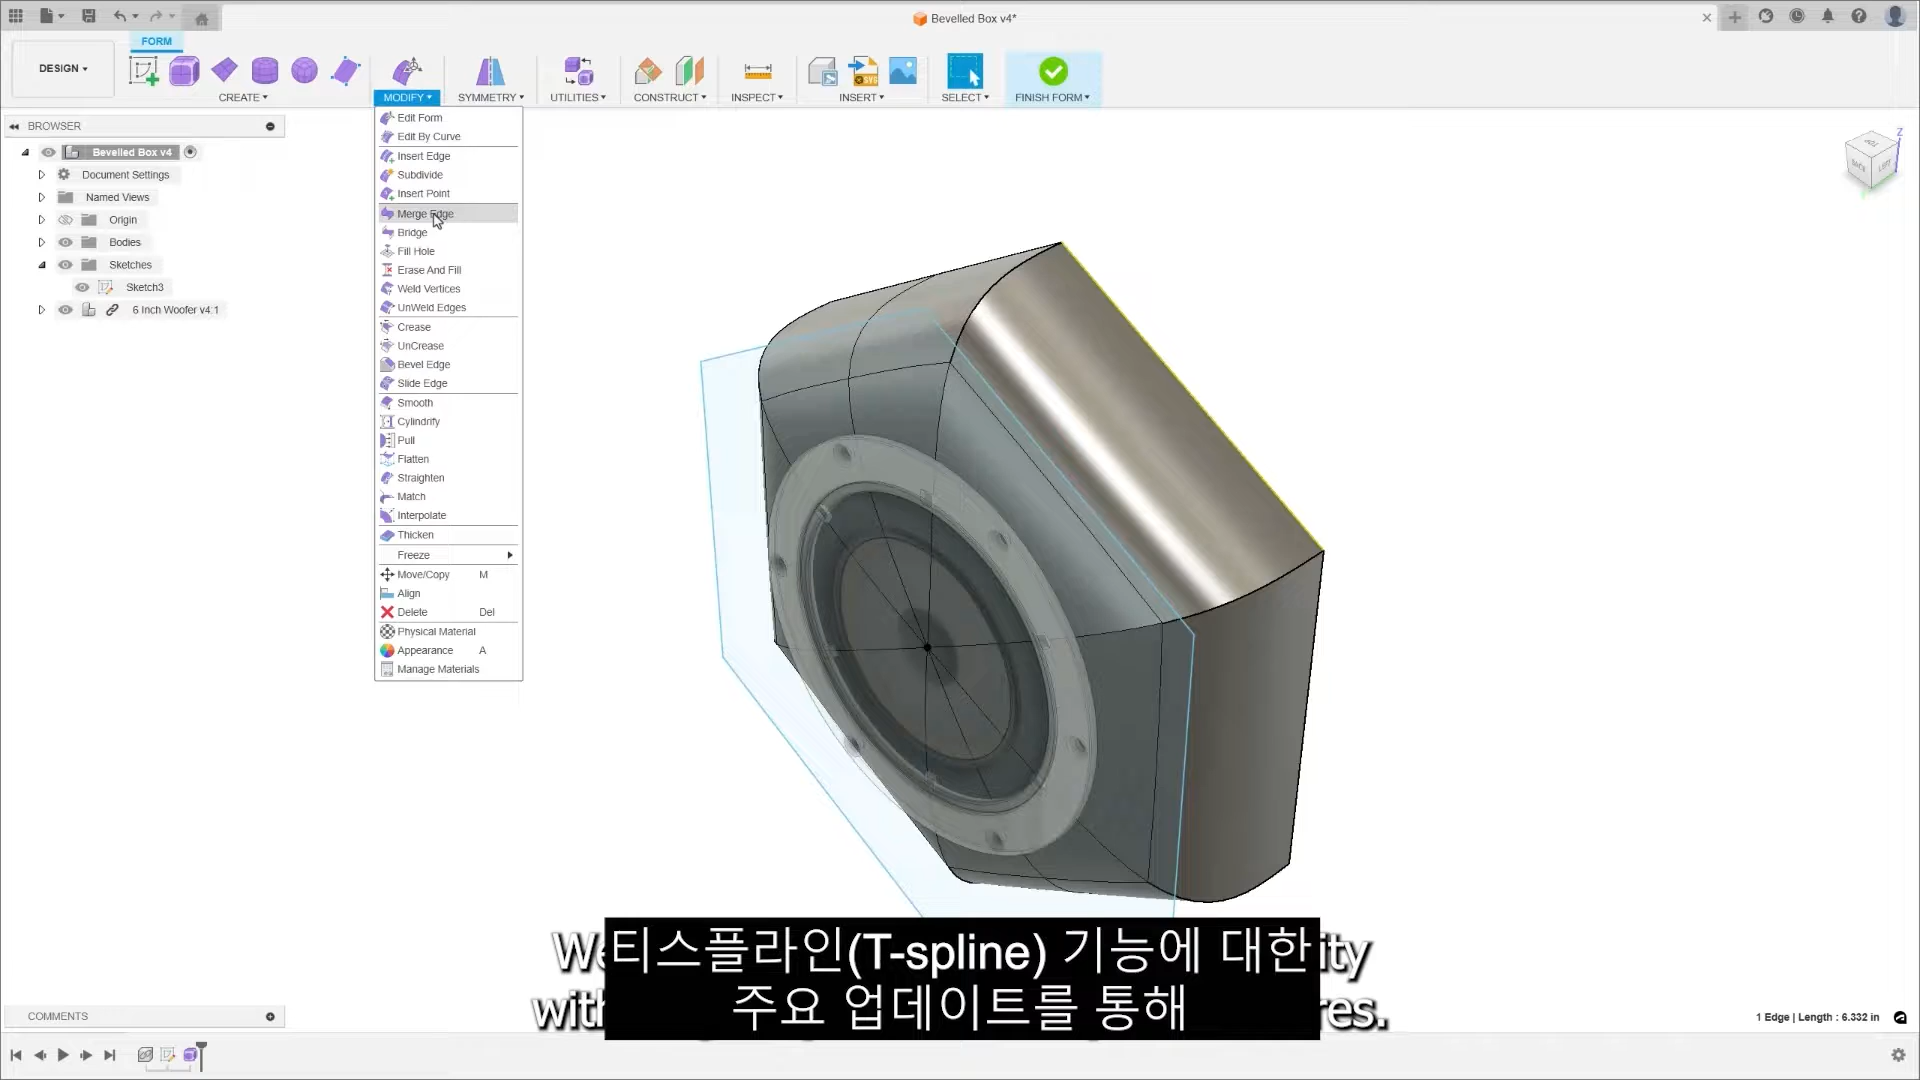 Bevelled Box v4*
FORM
DESIGN
CREATE
MODIFY
SYMMETRY
UTILITIES
CONSTRUCT
INSPECT
INSERT
SELECT
FINISH FORM
BROWSER
Bevelled Box v4
Document Settings
Named Views
Origin
Bodies
Sketches
Sketch3
6 Inch Woofer v4:1
Edit Form
Edit By Curve
Insert Edge
Subdivide
Insert Point
Merge Edge
Bridge
Fill Hole
Erase And Fill
Weld Vertices
UnWeld Edges
Crease
UnCrease
Bevel Edge
Slide Edge
Smooth
Cylindrify
Pull
Flatten
Straighten
Match
Interpolate
Thicken
Freeze
Move/Copy M
Align
Delete Del
Physical Material
Appearance A
Manage Materials
Z
BACK LEFT
티스플라인(T-spline) 기능에 대한
주요 업데이트를 통해
COMMENTS
1 Edge | Length : 6.332 in